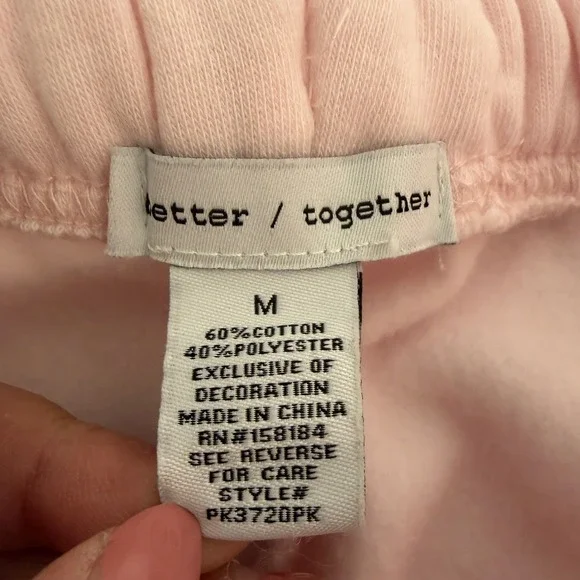 better / together
M
60%COTTON
40%POLYESTER
EXCLUSIVE OF
DECORATION
MADE IN CHINA
RN#158184
SEE REVERSE
FOR CARE
STYLE#
PK3720PK